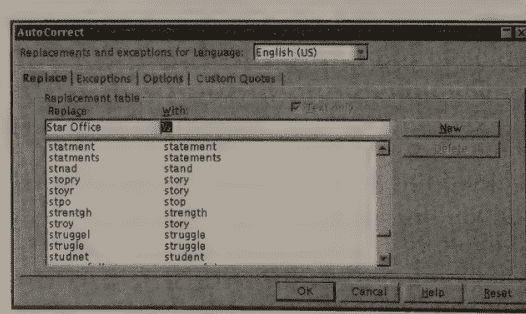 AutoCorrect
Replacements and exceptions for Language: English (US)
Replace Exceptions Options Custom Quotes
Replacement table
Replace: With: Text only
Star Office New
Delete
statment statement
statments statements
stnad stand
stopry story
stoyr story
stpo stop
strentgh strength
stroy story
struggel struggle
strugle struggle
studnet student
OK Cancel Help Reset